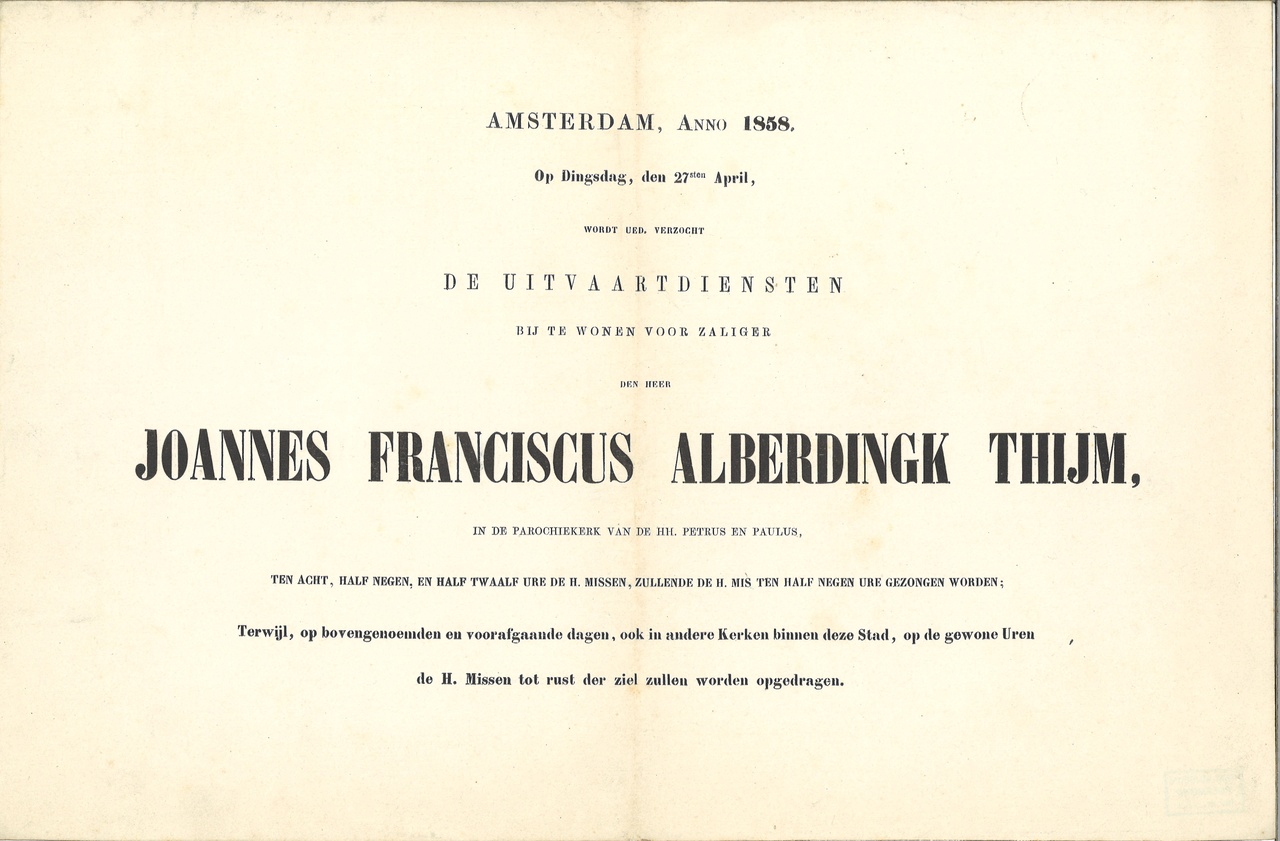 AMSTERDAM, ANNO 1858.
Op Dingsdag, den 27sten April,
WORDT UED. VERZOCHT
DE UITVAARTDIENSTEN
BIJ TE WONEN VOOR ZALIGER
DEN HEER
JOANNES FRANCISCUS ALBERDINGK THIJM,
IN DE PAROCHIEKERK VAN DE HH. PETRUS EN PAULUS,
TEN ACHT, HALF NEGEN, EN HALF TWAALF URE DE H. MISSEN, ZULLENDE DE H. MIS TEN HALF NEGEN URE GEZONGEN WORDEN;
Terwijl, op bovengenoemden en voorafgaande dagen, ook in andere Kerken binnen deze Stad, op de gewone Uren
de H. Missen tot rust der ziel zullen worden opgedragen.